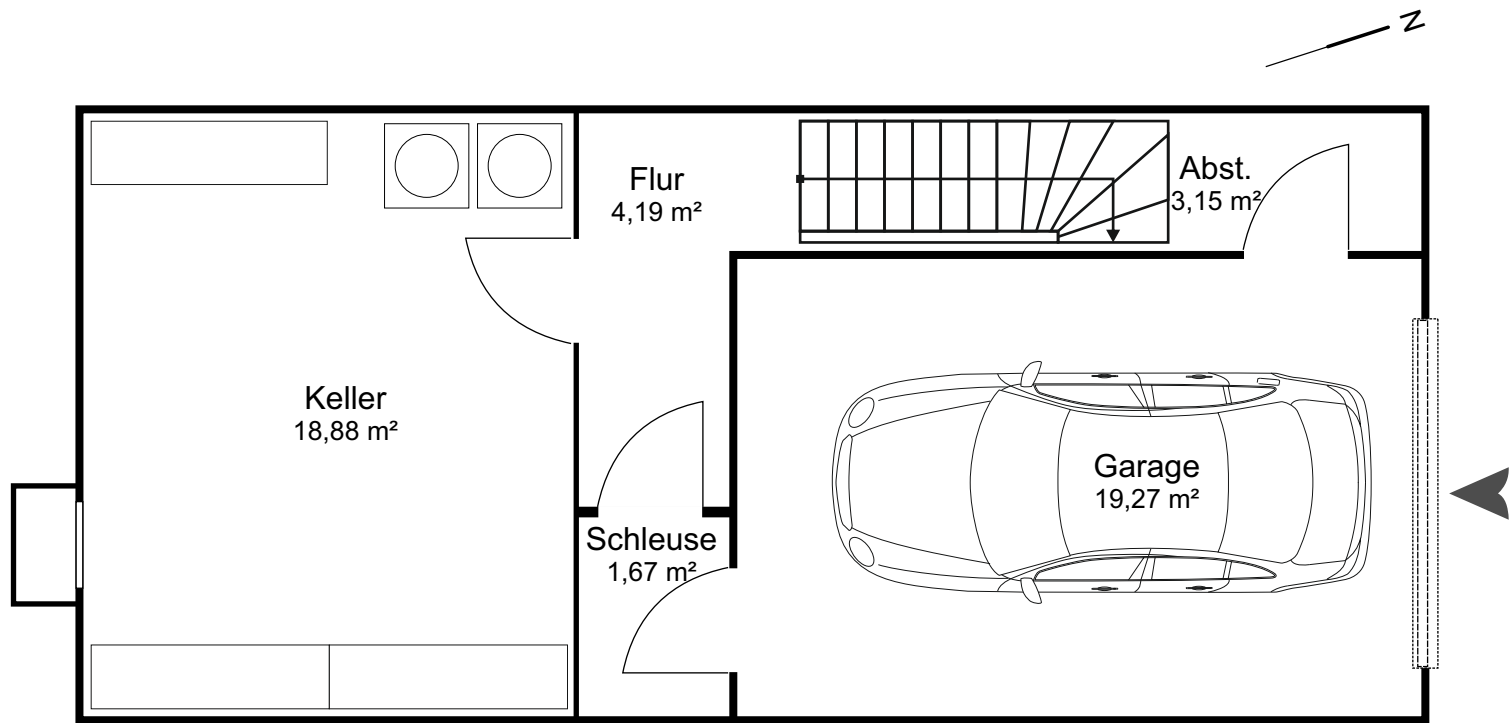 N
Flur
4,19 m²
Abst.
3,15 m²
Keller
18,88 m²
Garage
19,27 m²
Schleuse
1,67 m²